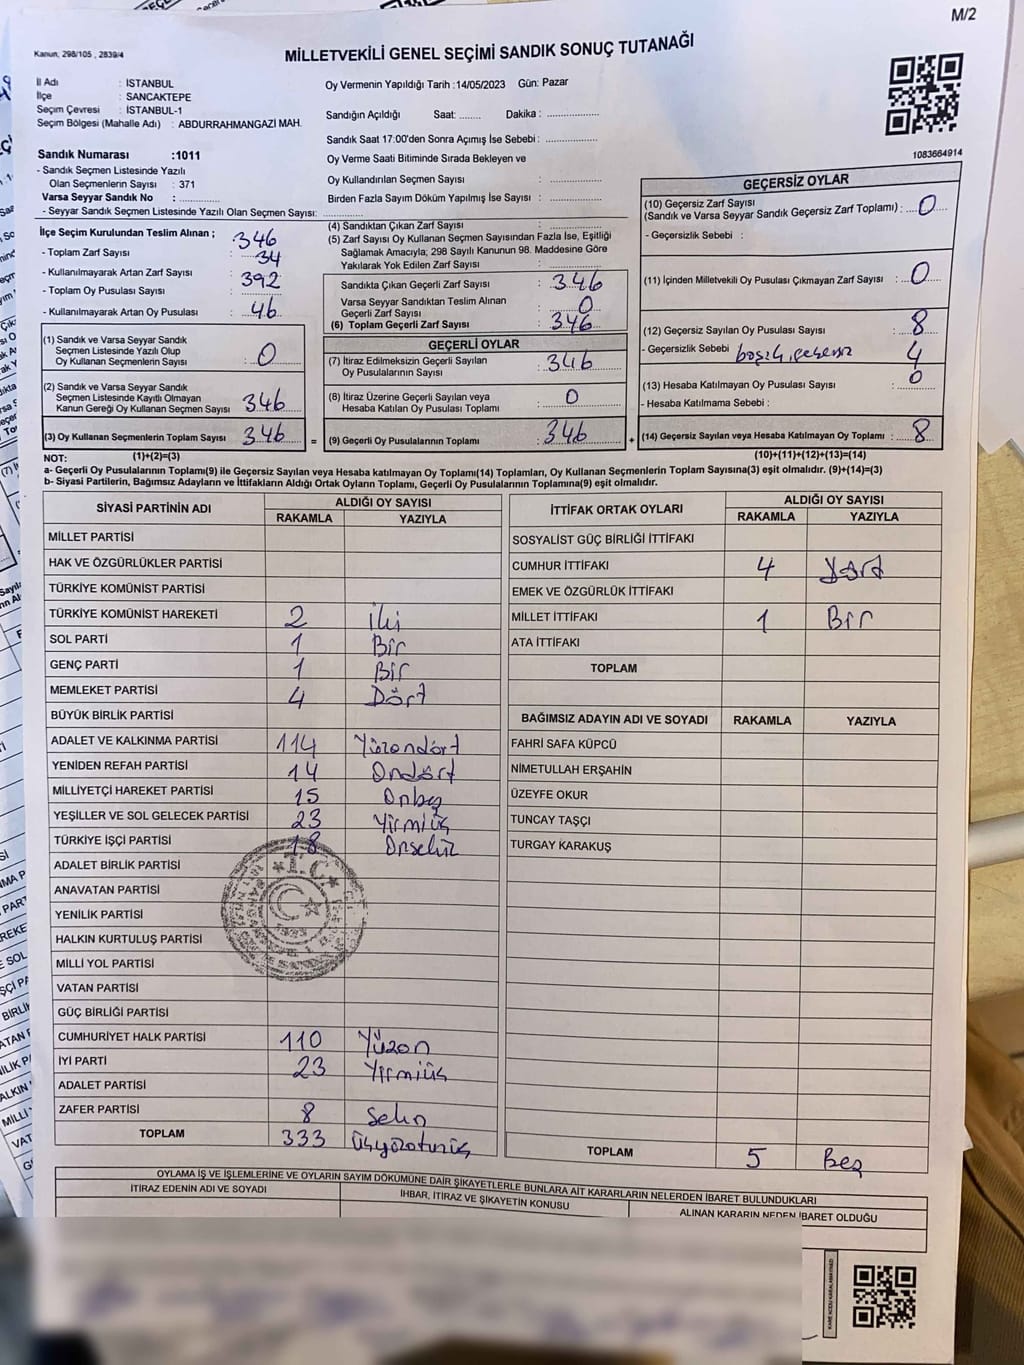 M/2
Kanun; 298/105 , 2839/4
MİLLETVEKİLİ GENEL SEÇİMİ SANDIK SONUÇ TUTANAĞI
İl Adı : İSTANBUL
İlçe : SANCAKTEPE
Seçim Çevresi : İSTANBUL-1
Seçim Bölgesi (Mahalle Adı) : ABDURRAHMANGAZİ MAH.
Oy Vermenin Yapıldığı Tarih :14/05/2023 Gün: Pazar
Sandığın Açıldığı Saat: ........ Dakika : ..................
Sandık Saat 17:00'den Sonra Açımış İse Sebebi : ..................
Oy Verme Saati Bitiminde Sırada Bekleyen ve
Oy Kullandırılan Seçmen Sayısı ..................
Birden Fazla Sayım Döküm Yapılmış İse Sayısı : ..................
1083664914
Sandık Numarası :1011
- Sandık Seçmen Listesinde Yazılı
Olan Seçmenlerin Sayısı : 371
Varsa Seyyar Sandık No : ..................
- Seyyar Sandık Seçmen Listesinde Yazılı Olan Seçmen Sayısı: ..................
İlçe Seçim Kurulundan Teslim Alınan ;
- Toplam Zarf Sayısı : 346
- Kullanılmayarak Artan Zarf Sayısı : 34
- Toplam Oy Pusulası Sayısı : 392
- Kullanılmayarak Artan Oy Pusulası : 46
(1) Sandık ve Varsa Seyyar Sandık
Seçmen Listesinde Yazılı Olup
Oy Kullanan Seçmenlerin Sayısı : 0
(2) Sandık ve Varsa Seyyar Sandık
Seçmen Listesinde Kayıtlı Olmayan
Kanun Gereği Oy Kullanan Seçmen Sayısı : 346
(3) Oy Kullanan Seçmenlerin Toplam Sayısı : 346
(4) Sandıktan Çıkan Zarf Sayısı : ..................
(5) Zarf Sayısı Oy Kullanan Seçmen Sayısından Fazla İse, Eşitliği
Sağlamak Amacıyla; 298 Sayılı Kanunun 98. Maddesine Göre
Yakılarak Yok Edilen Zarf Sayısı : ..................
Sandıkta Çıkan Geçerli Zarf Sayısı : 346
Varsa Seyyar Sandıktan Teslim Alınan
Geçerli Zarf Sayısı : 0
(6) Toplam Geçerli Zarf Sayısı : 346
GEÇERLİ OYLAR
(7) İtiraz Edilmeksizin Geçerli Sayılan
Oy Pusulalarının Sayısı : 346
(8) İtiraz Üzerine Geçerli Sayılan veya
Hesaba Katılan Oy Pusulası Toplamı : 0
= (9) Geçerli Oy Pusulalarının Toplamı : 346
GEÇERSİZ OYLAR
(10) Geçersiz Zarf Sayısı
(Sandık ve Varsa Seyyar Sandık Geçersiz Zarf Toplamı) : 0
- Geçersizlik Sebebi :
(11) İçinden Milletvekili Oy Pusulası Çıkmayan Zarf Sayısı : 0
(12) Geçersiz Sayılan Oy Pusulası Sayısı : 8
- Geçersizlik Sebebi 4
(13) Hesaba Katılmayan Oy Pusulası Sayısı : 0
- Hesaba Katılmama Sebebi :
+ (14) Geçersiz Sayılan veya Hesaba Katılmayan Oy Toplamı : 8
NOT: (1)+(2)=(3) (10)+(11)+(12)+(13)=(14)
a- Geçerli Oy Pusulalarının Toplamı(9) ile Geçersiz Sayılan veya Hesaba katılmayan Oy Toplamı(14) Toplamları, Oy Kullanan Seçmenlerin Toplam Sayısına(3) eşit olmalıdır. (9)+(14)=(3)
b- Siyasi Partilerin, Bağımsız Adayların ve İttifakların Aldığı Ortak Oyların Toplamı, Geçerli Oy Pusulalarının Toplamına(9) eşit olmalıdır.
SİYASİ PARTİNİN ADI ALDIĞI OY SAYISI
RAKAMLA YAZIYLA
MİLLET PARTİSİ
HAK VE ÖZGÜRLÜKLER PARTİSİ
TÜRKİYE KOMÜNİST PARTİSİ
TÜRKİYE KOMÜNİST HAREKETİ 2 iki
SOL PARTİ 1 Bir
GENÇ PARTİ 1 Bir
MEMLEKET PARTİSİ 4 Dört
BÜYÜK BİRLİK PARTİSİ
ADALET VE KALKINMA PARTİSİ 114 Yüzondört
YENİDEN REFAH PARTİSİ 14 Ondört
MİLLİYETÇİ HAREKET PARTİSİ 15 Onbeş
YEŞİLLER VE SOL GELECEK PARTİSİ 23 Yirmiüç
TÜRKİYE İŞÇİ PARTİSİ 18 Onsekiz
ADALET BİRLİK PARTİSİ
ANAVATAN PARTİSİ
YENİLİK PARTİSİ
HALKIN KURTULUŞ PARTİSİ
MİLLİ YOL PARTİSİ
VATAN PARTİSİ
GÜÇ BİRLİĞİ PARTİSİ
CUMHURİYET HALK PARTİSİ 110 Yüzon
İYİ PARTİ 23 Yirmiüç
ADALET PARTİSİ
ZAFER PARTİSİ 8 Sekiz
TOPLAM 333 Üçyüzotuzüç
T.C.
İTTİFAK ORTAK OYLARI ALDIĞI OY SAYISI
RAKAMLA YAZIYLA
SOSYALİST GÜÇ BİRLİĞİ İTTİFAKI
CUMHUR İTTİFAKI 4 Dört
EMEK VE ÖZGÜRLÜK İTTİFAKI
MİLLET İTTİFAKI 1 Bir
ATA İTTİFAKI
TOPLAM
BAĞIMSIZ ADAYIN ADI VE SOYADI RAKAMLA YAZIYLA
FAHRİ SAFA KÜPCÜ
NİMETULLAH ERŞAHİN
ÜZEYFE OKUR
TUNCAY TAŞÇI
TURGAY KARAKUŞ
TOPLAM 5 Beş
OYLAMA İŞ VE İŞLEMLERİNE VE OYLARIN SAYIM DÖKÜMÜNE DAİR ŞİKAYETLERLE BUNLARA AİT KARARLARIN NELERDEN İBARET BULUNDUKLARI
İTİRAZ EDENİN ADI VE SOYADI İHBAR, İTİRAZ VE ŞİKAYETİN KONUSU ALINAN KARARIN NEDEN İBARET OLDUĞU